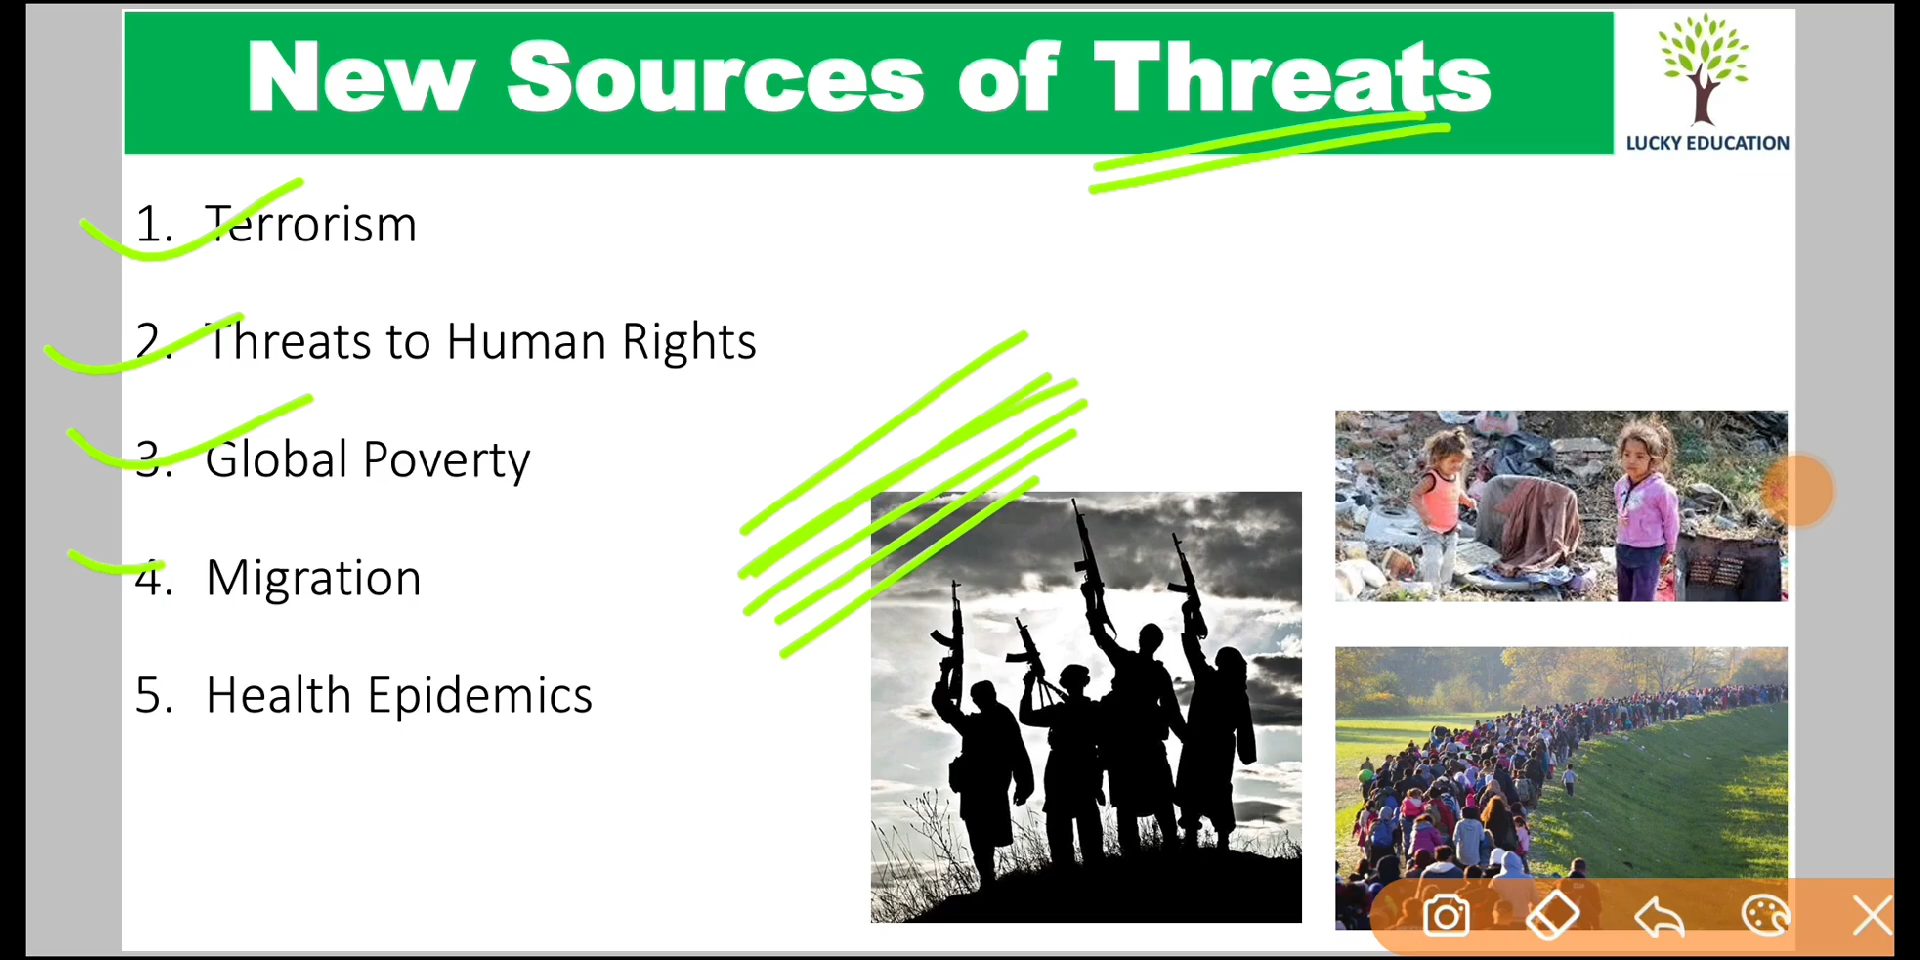 New Sources of Threats
LUCKY EDUCATION
1. Terrorism
2. Threats to Human Rights
3. Global Poverty
4. Migration
5. Health Epidemics